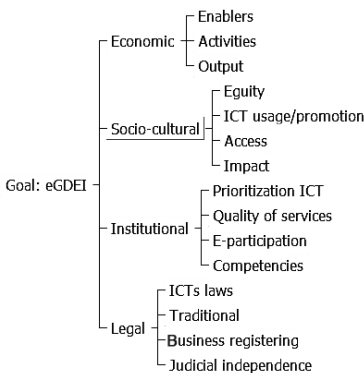 Goal: eGDEI
Economic
Enablers
Activities
Output
Socio-cultural
Equity
ICT usage/promotion
Access
Impact
Institutional
Prioritization ICT
Quality of services
E-participation
Competencies
Legal
ICTs laws
Traditional
Business registering
Judicial independence